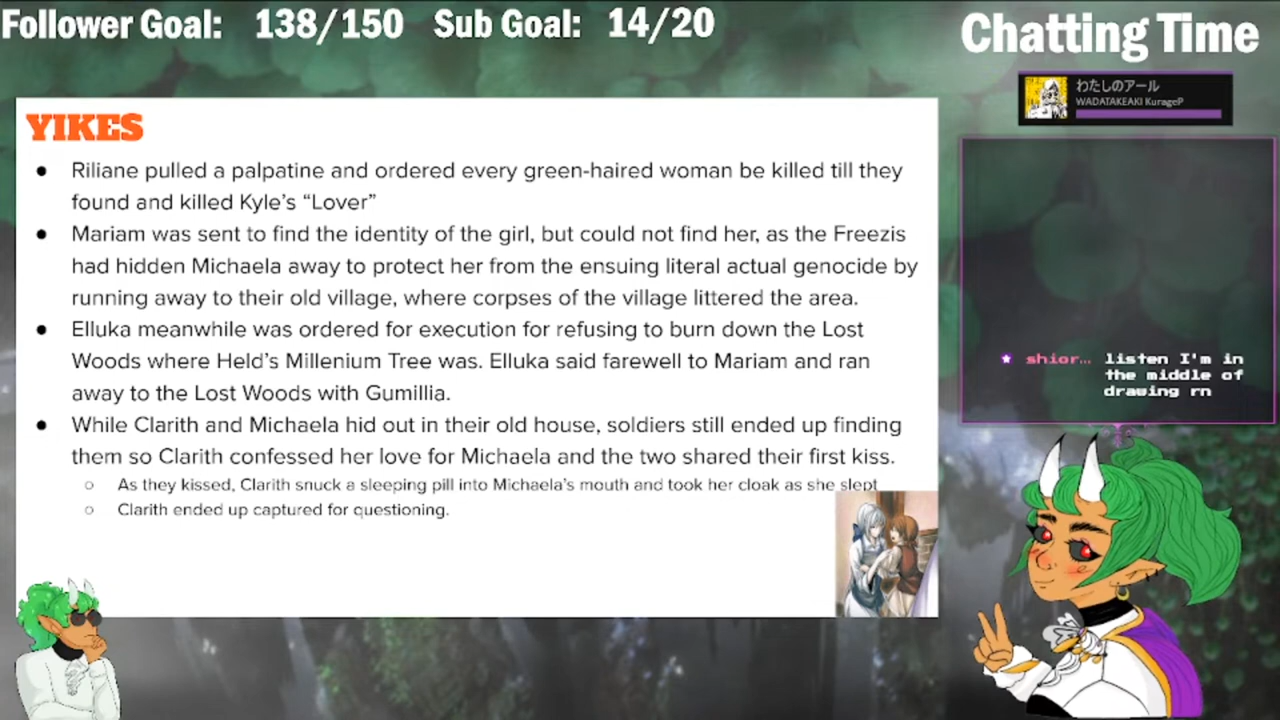 Follower Goal: 138/150 Sub Goal: 14/20
Chatting Time
わたしのアール
WADATAKEAKI KurageP
YIKES
● Riliane pulled a palpatine and ordered every green-haired woman be killed till they
found and killed Kyle's “Lover”
● Mariam was sent to find the identity of the girl, but could not find her, as the Freezis
had hidden Michaela away to protect her from the ensuing literal actual genocide by
running away to their old village, where corpses of the village littered the area.
● Elluka meanwhile was ordered for execution for refusing to burn down the Lost
Woods where Held's Millenium Tree was. Elluka said farewell to Mariam and ran
away to the Lost Woods with Gumillia.
● While Clarith and Michaela hid out in their old house, soldiers still ended up finding
them so Clarith confessed her love for Michaela and the two shared their first kiss.
○ As they kissed, Clarith snuck a sleeping pill into Michaela's mouth and took her cloak as she slept
○ Clarith ended up captured for questioning.
shior... listen I'm in
the middle of
drawing rn